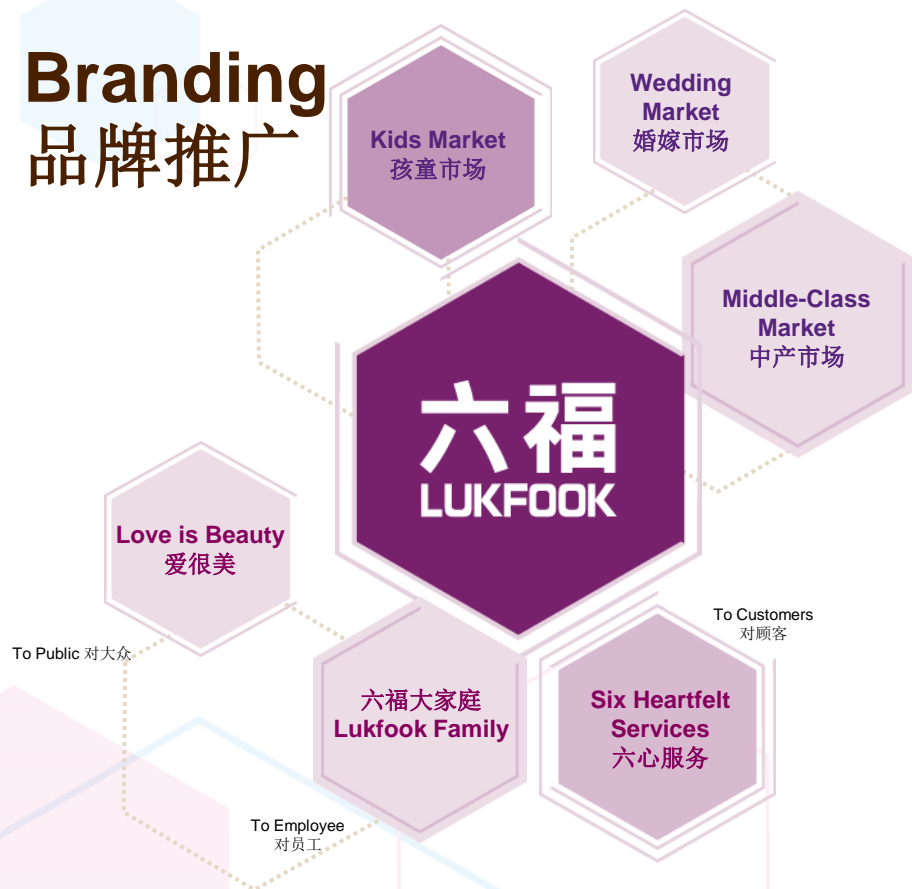 Branding
品牌推广
Kids Market
孩童市场
Wedding
Market
婚嫁市场
Middle-Class
Market
中产市场
六福
LUKFOOK
Love is Beauty
爱很美
To Customers
对顾客
To Public 对大众
六福大家庭
Lukfook Family
Six Heartfelt
Services
六心服务
To Employee
对员工